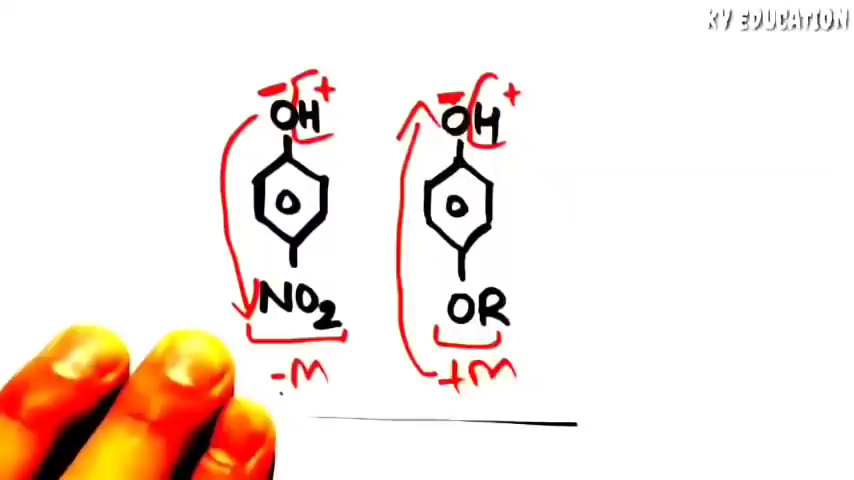 KV EDUCATION
- OH + - OH +
NO2 OR
-M +M